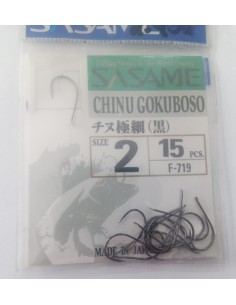 SASAME
CHINU GOKUBOSO
チヌ極細(黒)
SIZE 2 15 PCS.
F-719
MADE IN JAPAN